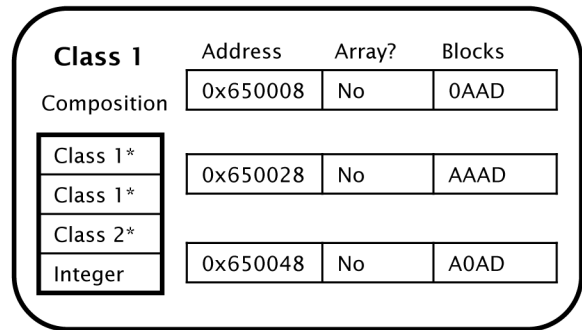 Class 1 Address Array? Blocks
Composition 0x650008 No 0AAD
Class 1*
Class 1* 0x650028 No AAAD
Class 2*
Integer 0x650048 No A0AD